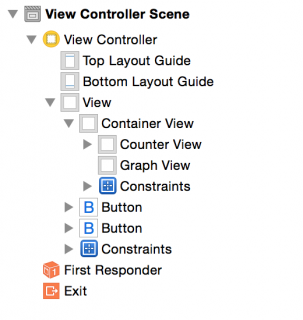 View Controller Scene
View Controller
Top Layout Guide
Bottom Layout Guide
View
Container View
Counter View
Graph View
Constraints
B Button
B Button
Constraints
First Responder
Exit